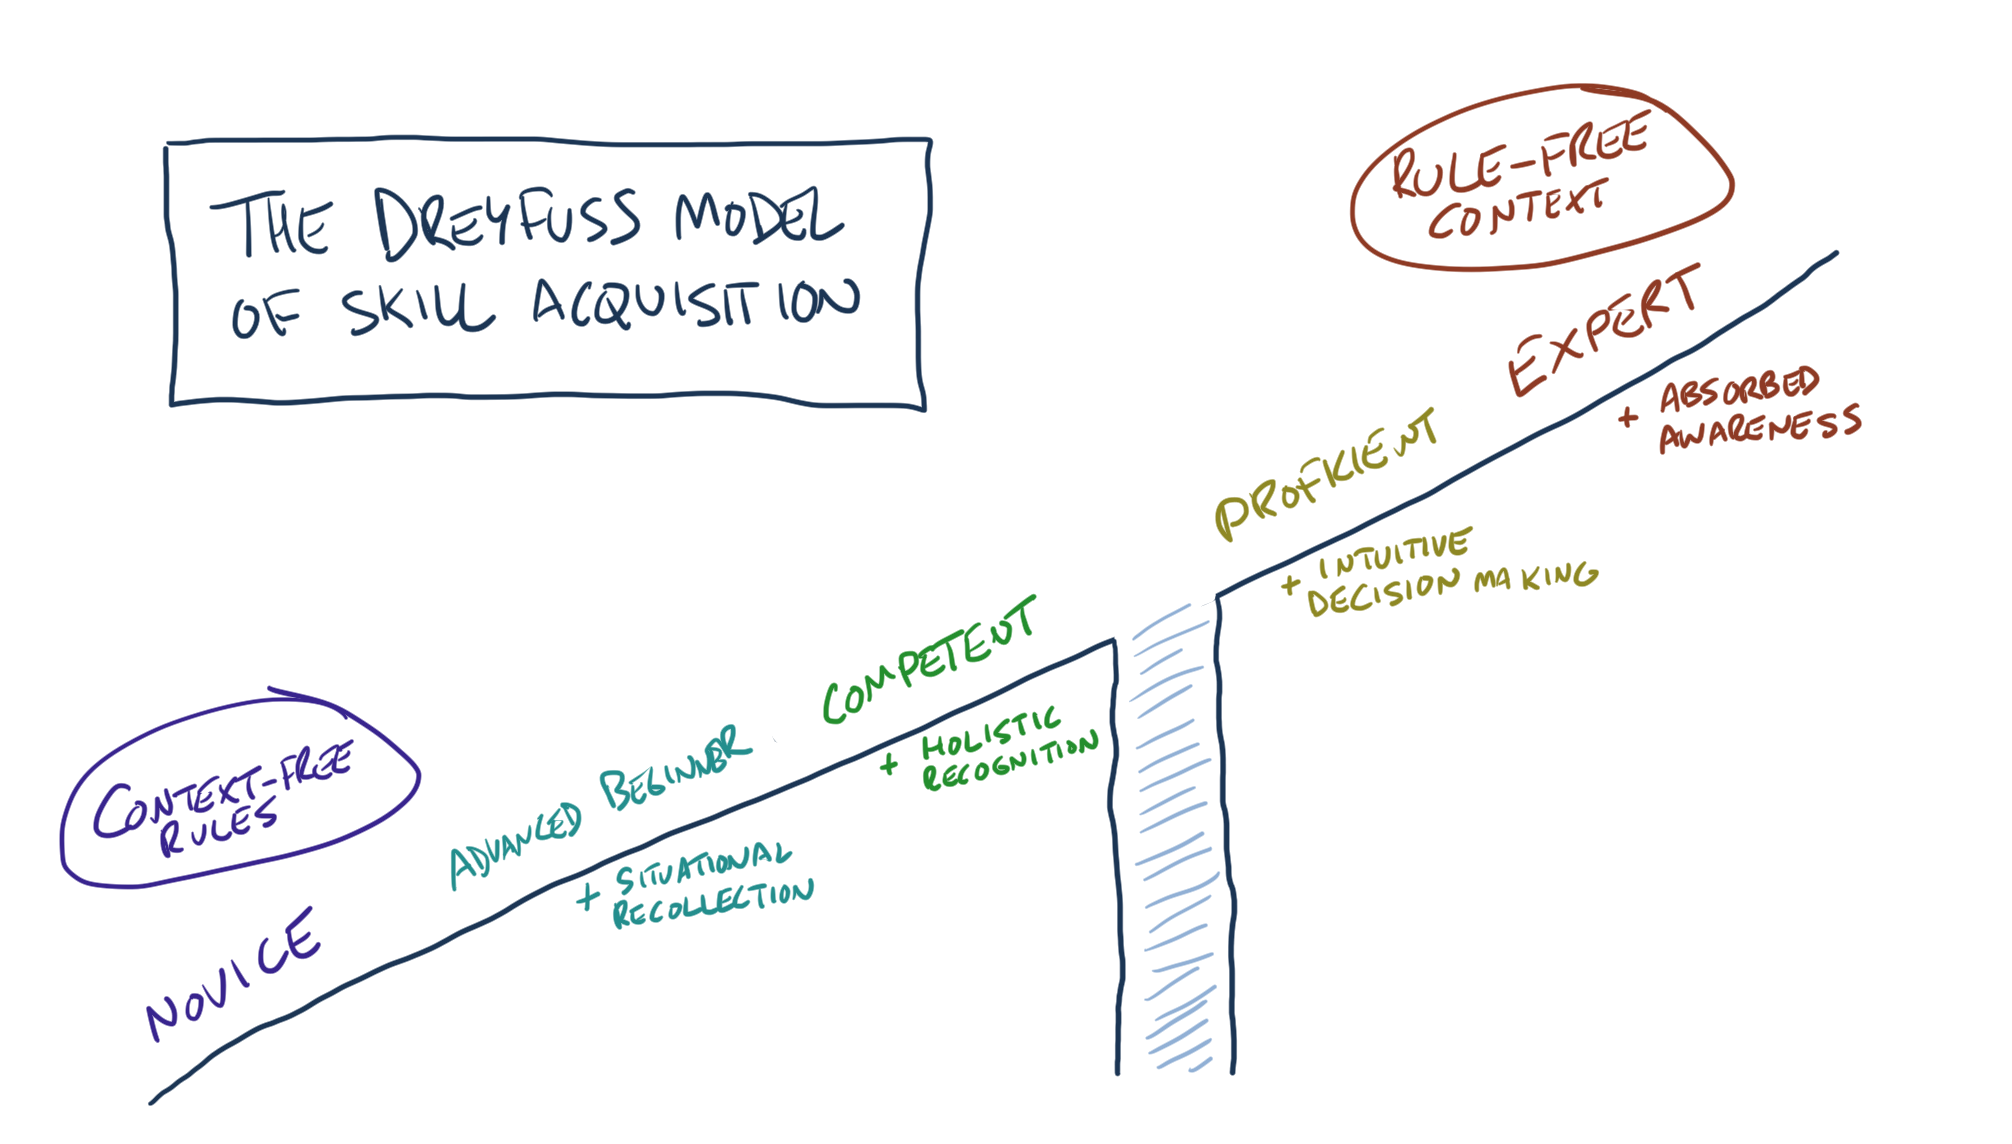 THE DREYFUSS MODEL
OF SKILL ACQUISITION
RULE-FREE
CONTEXT
EXPERT
+ ABSORBED
AWARENESS
PROFICIENT
+ INTUITIVE
DECISION MAKING
COMPETENT
+ HOLISTIC
RECOGNITION
ADVANCED BEGINNER
+ SITUATIONAL
RECOLLECTION
CONTEXT-FREE
RULES
NOVICE